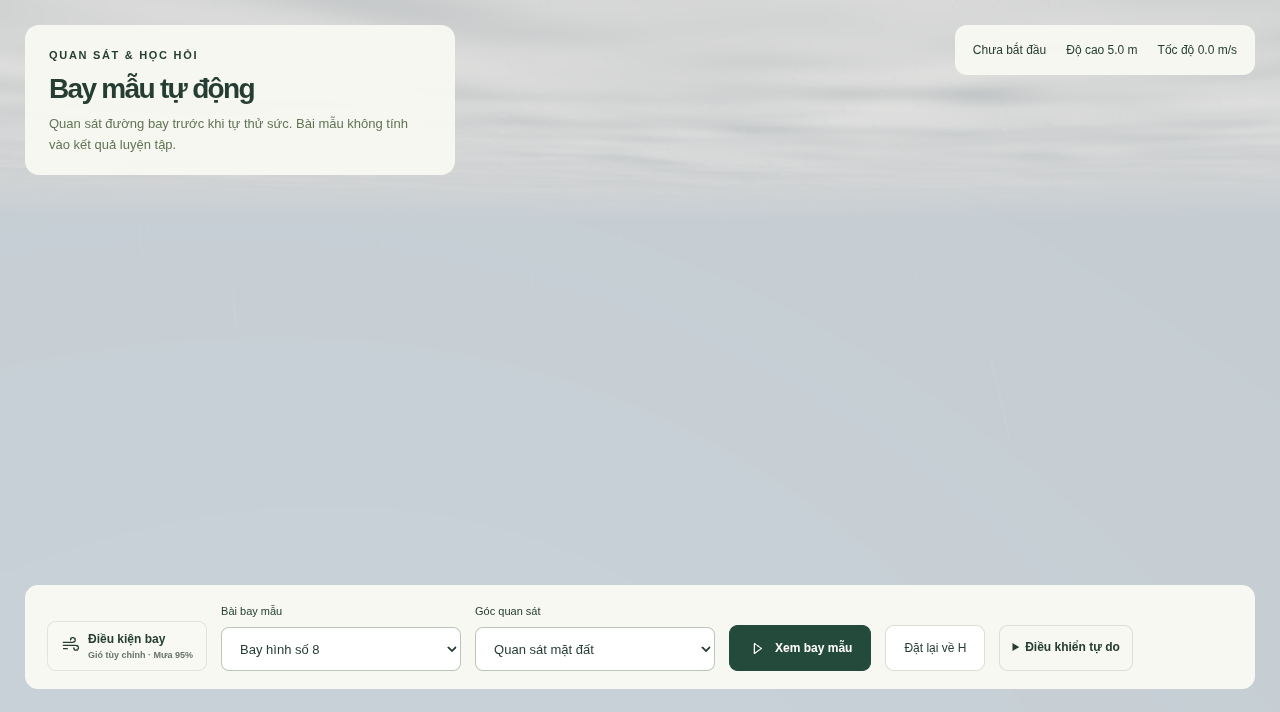 QUAN SÁT & HỌC HỎI
Bay mẫu tự động
Quan sát đường bay trước khi tự thử sức. Bài mẫu không tính
vào kết quả luyện tập.
Chưa bắt đầu Độ cao 5.0 m Tốc độ 0.0 m/s
Điều kiện bay
Gió tùy chỉnh · Mưa 95%
Bài bay mẫu
Bay hình số 8
Góc quan sát
Quan sát mặt đất
Xem bay mẫu
Đặt lại về H
Điều khiển tự do